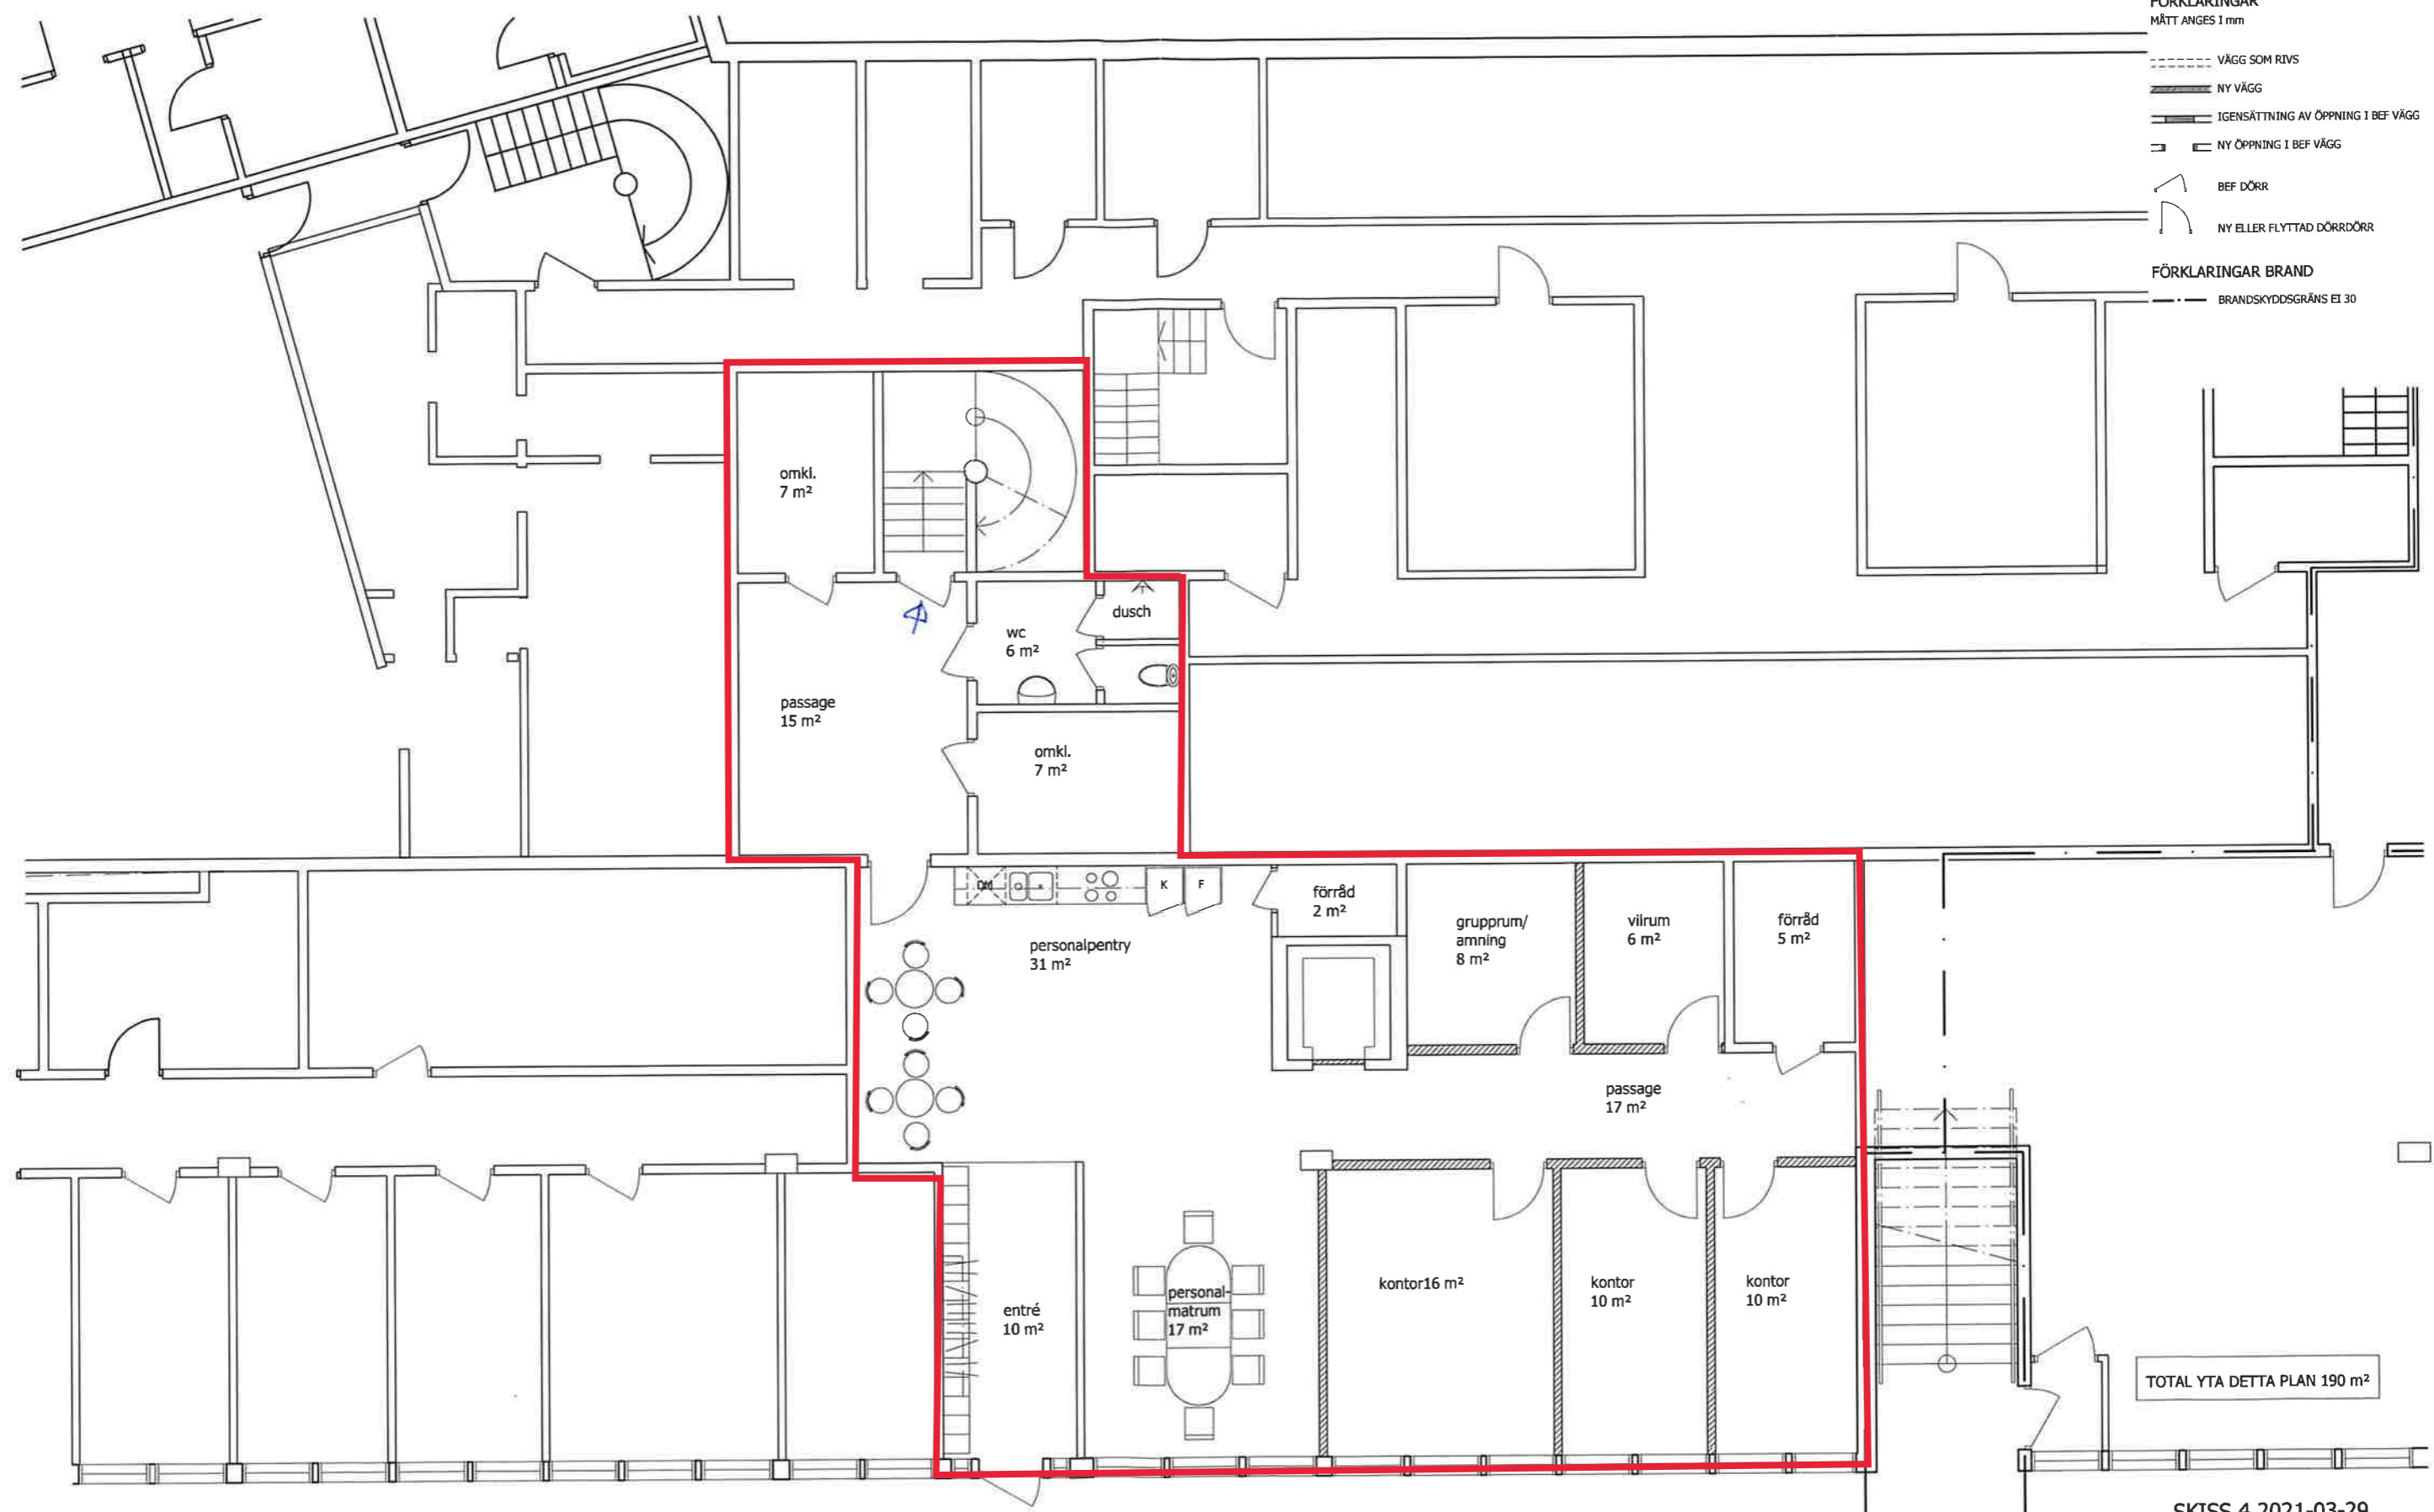 FÖRKLARINGAR
MÅTT ANGES I mm
VÄGG SOM RIVS
NY VÄGG
IGENSÄTTNING AV ÖPPNING I BEF VÄGG
NY ÖPPNING I BEF VÄGG
BEF DÖRR
NY ELLER FLYTTAD DÖRRDÖRR
FÖRKLARINGAR BRAND
BRANDSKYDDSGRÄNS EI 30
omkl.
7 m²
dusch
wc
6 m²
passage
15 m²
omkl.
7 m²
DM
K
F
förråd
2 m²
personalpentry
31 m²
grupprum/
amning
8 m²
vilrum
6 m²
förråd
5 m²
passage
17 m²
entré
10 m²
personal-
matrum
17 m²
kontor16 m²
kontor
10 m²
kontor
10 m²
TOTAL YTA DETTA PLAN 190 m²
SKISS 4 2021-03-29